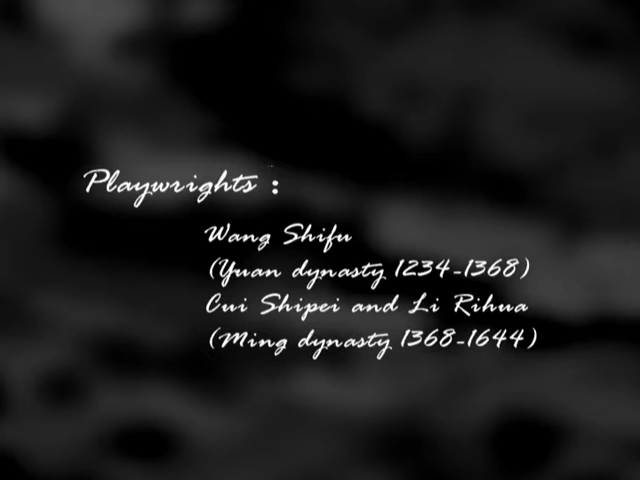 Playwrights :
Wang Shifu
(Yuan dynasty 1234-1368)
Cui Shipei and Li Rihua
(Ming dynasty 1368-1644)